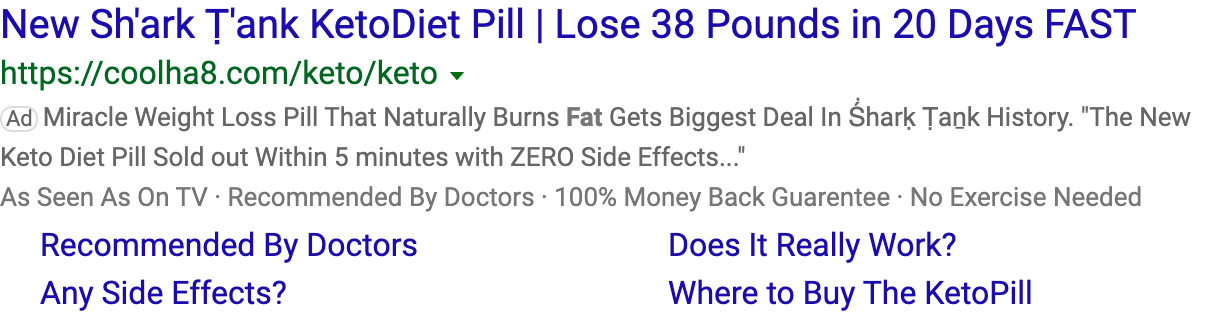 New Sh'ark Ṭ'ank KetoDiet Pill | Lose 38 Pounds in 20 Days FAST
https://coolha8.com/keto/keto
Ad Miracle Weight Loss Pill That Naturally Burns Fat Gets Biggest Deal In Ṥharķ Ṭaṉk History. "The New
Keto Diet Pill Sold out Within 5 minutes with ZERO Side Effects..."
As Seen As On TV · Recommended By Doctors · 100% Money Back Guarentee · No Exercise Needed
Recommended By Doctors
Does It Really Work?
Any Side Effects?
Where to Buy The KetoPill